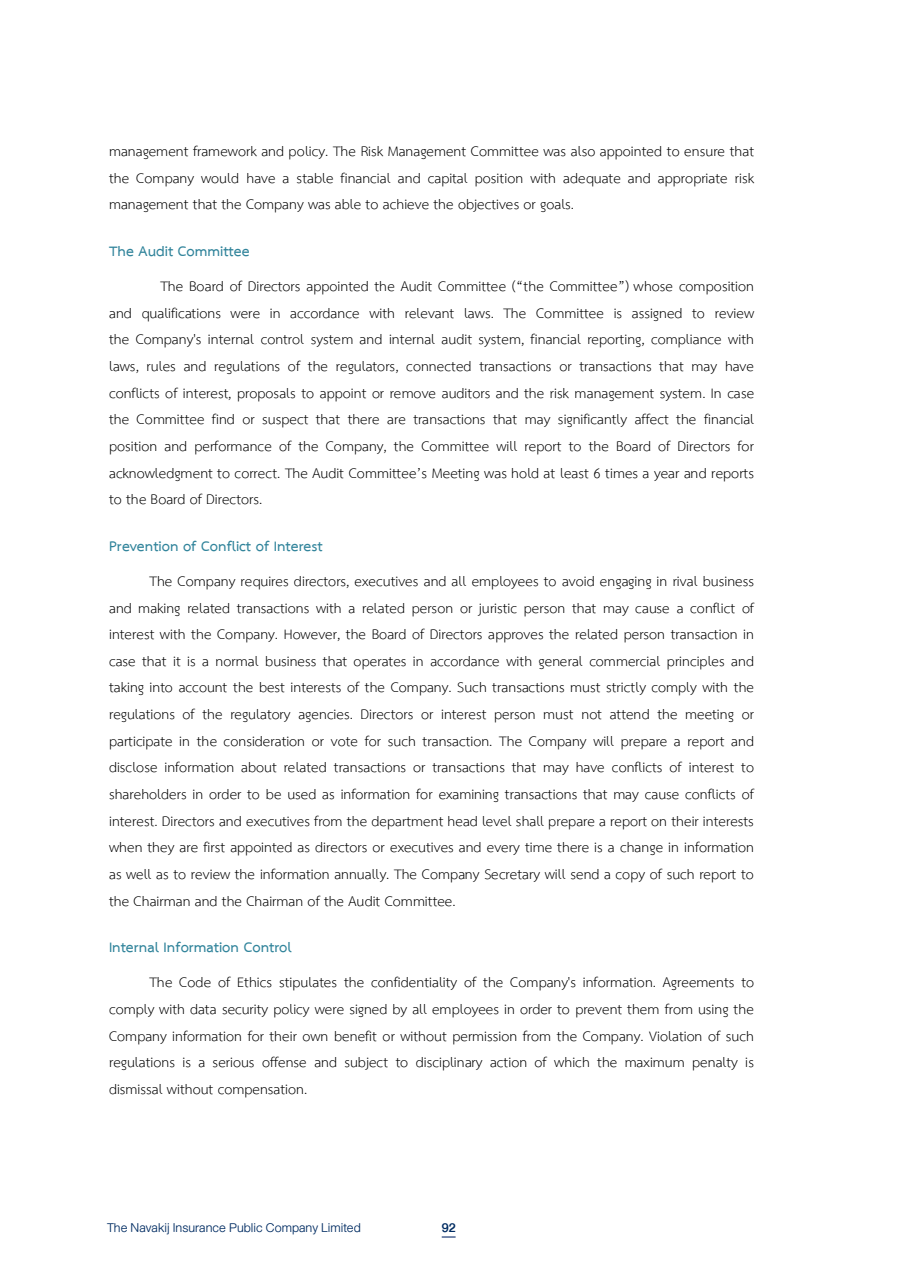 management framework and policy. The Risk Management Committee was also appointed to ensure that
the Company would have a stable financial and capital position with adequate and appropriate risk
management that the Company was able to achieve the objectives or goals.
The Audit Committee
The Board of Directors appointed the Audit Committee (“the Committee”) whose composition
and qualifications were in accordance with relevant laws. The Committee is assigned to review
the Company's internal control system and internal audit system, financial reporting, compliance with
laws, rules and regulations of the regulators, connected transactions or transactions that may have
conflicts of interest, proposals to appoint or remove auditors and the risk management system. In case
the Committee find or suspect that there are transactions that may significantly affect the financial
position and performance of the Company, the Committee will report to the Board of Directors for
acknowledgment to correct. The Audit Committee’s Meeting was hold at least 6 times a year and reports
to the Board of Directors.
Prevention of Conflict of Interest
The Company requires directors, executives and all employees to avoid engaging in rival business
and making related transactions with a related person or juristic person that may cause a conflict of
interest with the Company. However, the Board of Directors approves the related person transaction in
case that it is a normal business that operates in accordance with general commercial principles and
taking into account the best interests of the Company. Such transactions must strictly comply with the
regulations of the regulatory agencies. Directors or interest person must not attend the meeting or
participate in the consideration or vote for such transaction. The Company will prepare a report and
disclose information about related transactions or transactions that may have conflicts of interest to
shareholders in order to be used as information for examining transactions that may cause conflicts of
interest. Directors and executives from the department head level shall prepare a report on their interests
when they are first appointed as directors or executives and every time there is a change in information
as well as to review the information annually. The Company Secretary will send a copy of such report to
the Chairman and the Chairman of the Audit Committee.
Internal Information Control
The Code of Ethics stipulates the confidentiality of the Company's information. Agreements to
comply with data security policy were signed by all employees in order to prevent them from using the
Company information for their own benefit or without permission from the Company. Violation of such
regulations is a serious offense and subject to disciplinary action of which the maximum penalty is
dismissal without compensation.
The Navakij Insurance Public Company Limited 92